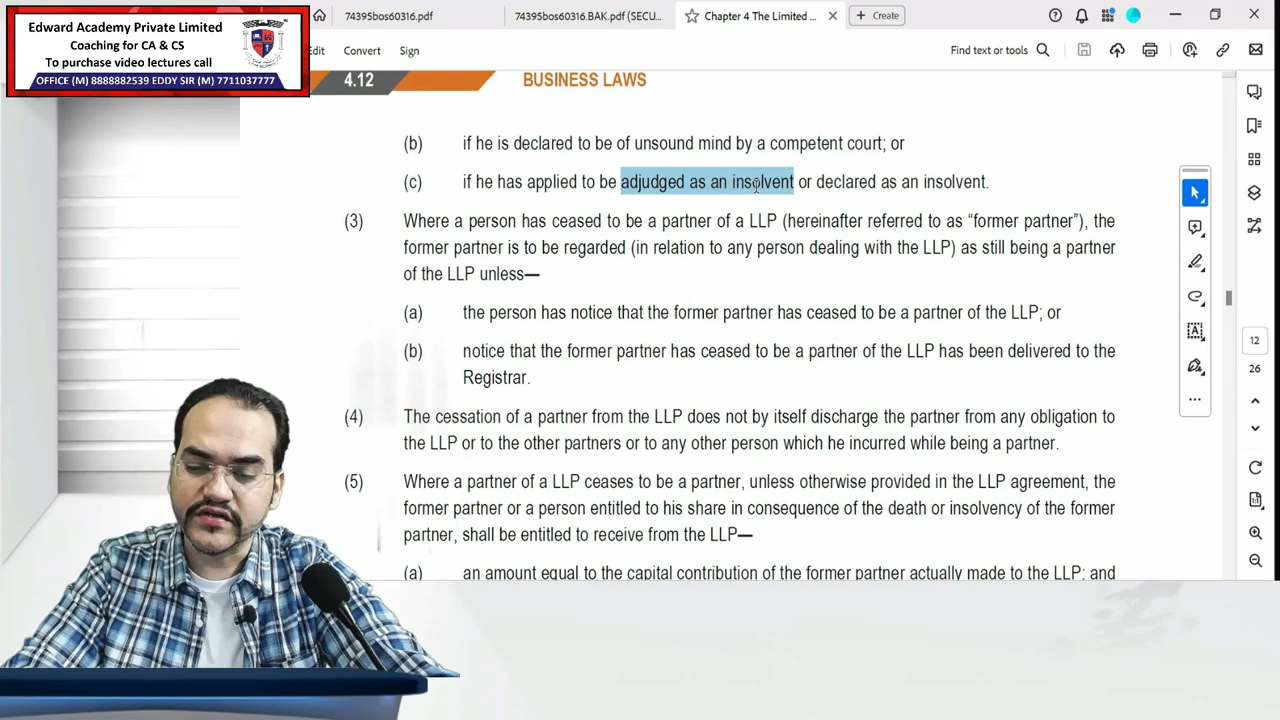 Edward Academy Private Limited
Coaching for CA & CS
To purchase video lectures call
OFFICE (M) 8888882539 EDDY SIR (M) 7711037777
74395bos60316.pdf
74395bos60316.BAK.pdf (SECU...
Chapter 4 The Limited ...
Create
Edit
Convert
Sign
Find text or tools
4.12
BUSINESS LAWS
(b) if he is declared to be of unsound mind by a competent court; or
(c) if he has applied to be adjudged as an insolvent or declared as an insolvent.
(3) Where a person has ceased to be a partner of a LLP (hereinafter referred to as “former partner”), the
former partner is to be regarded (in relation to any person dealing with the LLP) as still being a partner
of the LLP unless—
(a) the person has notice that the former partner has ceased to be a partner of the LLP; or
(b) notice that the former partner has ceased to be a partner of the LLP has been delivered to the
Registrar.
(4) The cessation of a partner from the LLP does not by itself discharge the partner from any obligation to
the LLP or to the other partners or to any other person which he incurred while being a partner.
(5) Where a partner of a LLP ceases to be a partner, unless otherwise provided in the LLP agreement, the
former partner or a person entitled to his share in consequence of the death or insolvency of the former
partner, shall be entitled to receive from the LLP—
(a) an amount equal to the capital contribution of the former partner actually made to the LLP; and
12
26